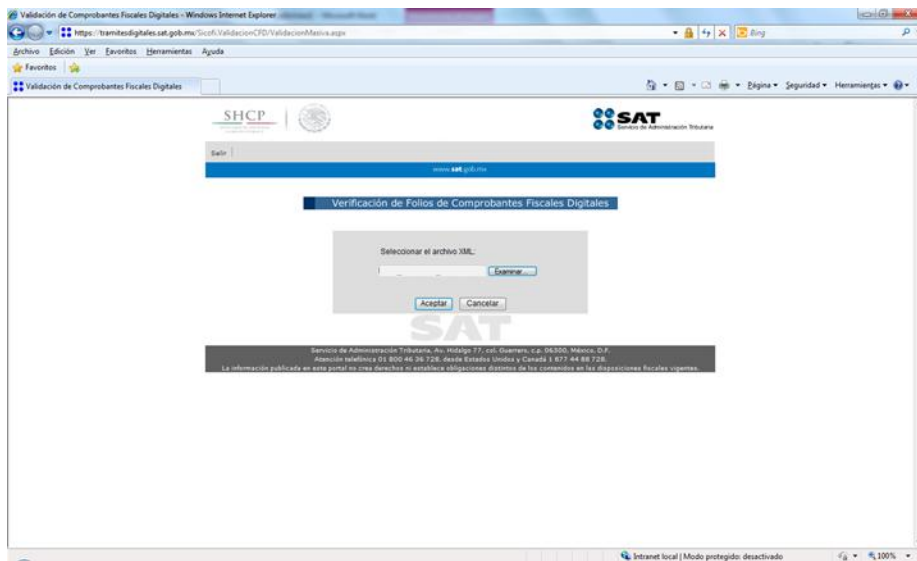 Validación de Comprobantes Fiscales Digitales - Windows Internet Explorer
https://tramitesdigitales.sat.gob.mx/Sicofi.ValidacionCFD/ValidacionMasiva.aspx
Bing
Archivo Edición Ver Favoritos Herramientas Ayuda
Favoritos
Validación de Comprobantes Fiscales Digitales
Página Seguridad Herramientas
SHCP
SAT
Servicio de Administración Tributaria
Salir
www.sat.gob.mx
Verificación de Folios de Comprobantes Fiscales Digitales
Seleccionar el archivo XML:
Examinar...
Aceptar Cancelar
SAT
Servicio de Administración Tributaria, Av. Hidalgo 77, col. Guerrero, c.p. 06300, México, D.F.
Atención telefónica 01 800 46 36 728, desde Estados Unidos y Canadá 1 877 44 88 728.
La información publicada en este portal no crea derechos ni establece obligaciones distintos de los contenidos en las disposiciones fiscales vigentes.
Intranet local | Modo protegido: desactivado
100%